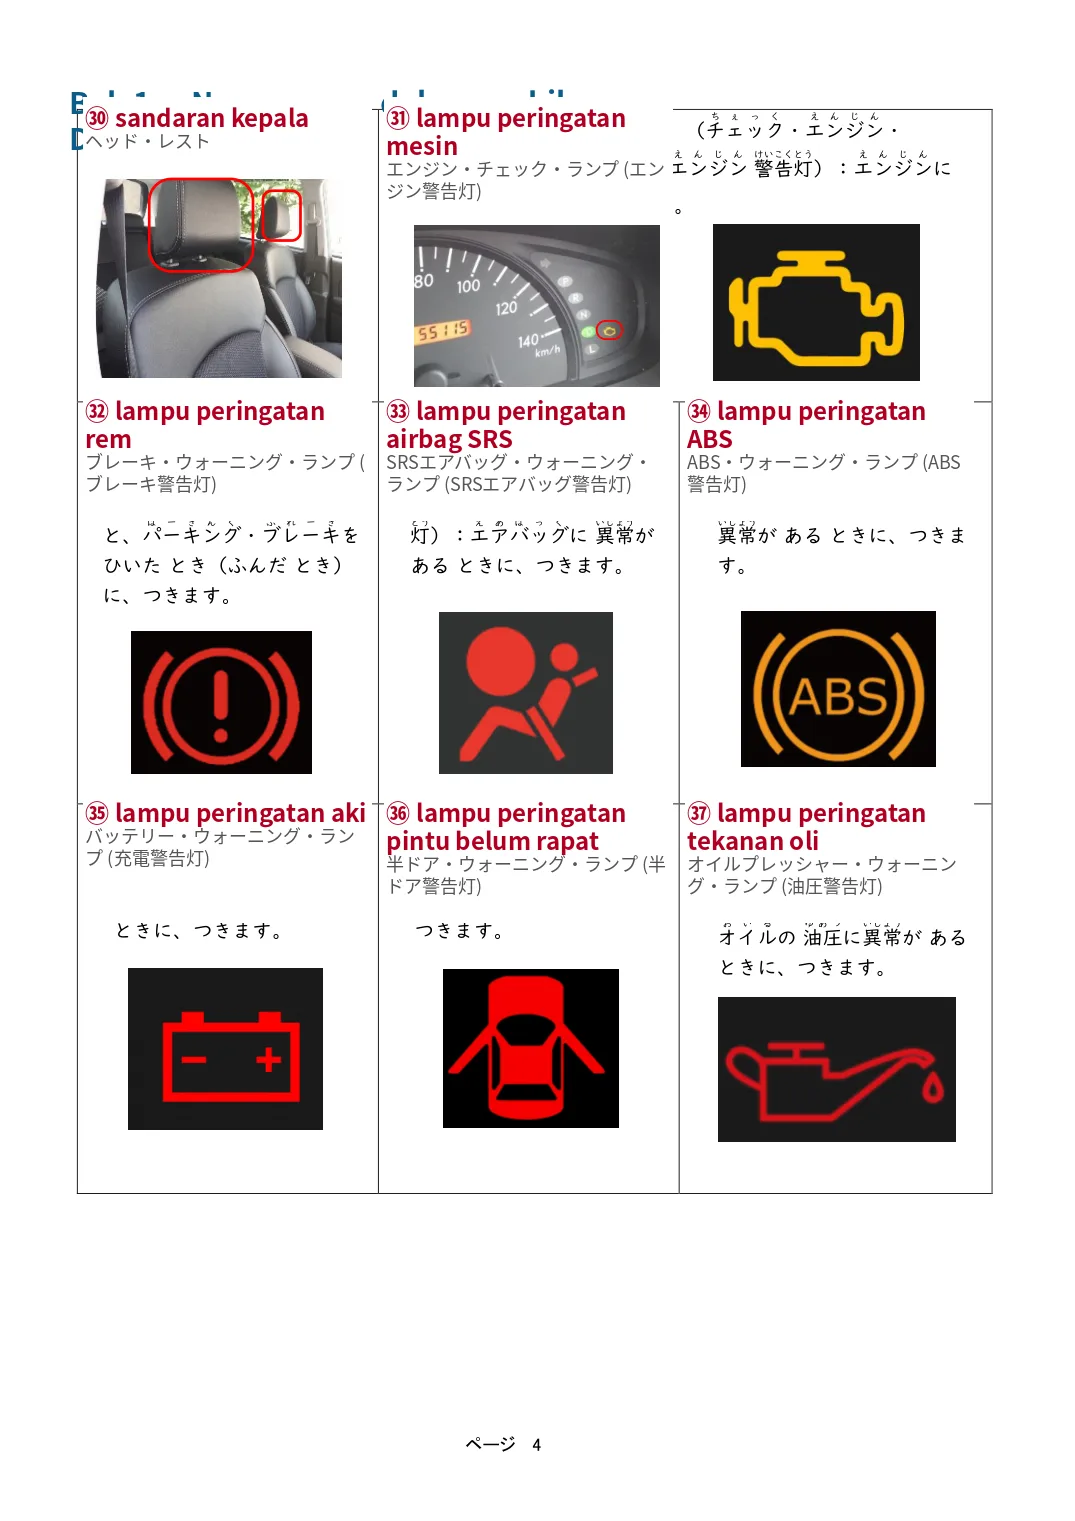 ㉚ sandaran kepala
ヘッド・レスト
㉛ lampu peringatan
mesin
エンジン・チェック・ランプ (エン
ジン警告灯)
(チェック・エンジン・
エンジン 警告灯) : エンジンに
。
80
100
120
140
km/h
55115
P
R
N
L
㉜ lampu peringatan
rem
ブレーキ・ウォーニング・ランプ (
ブレーキ警告灯)
と、パーキング・ブレーキを
ひいた とき (ふんだ とき)
に、つきます。
㉝ lampu peringatan
airbag SRS
SRSエアバッグ・ウォーニング・
ランプ (SRSエアバッグ警告灯)
灯) : エアバッグに 異常が
ある ときに、つきます。
㉞ lampu peringatan
ABS
ABS・ウォーニング・ランプ (ABS
警告灯)
異常が ある ときに、つきま
す。
ABS
㉟ lampu peringatan aki
バッテリー・ウォーニング・ラン
プ (充電警告灯)
ときに、つきます。
㊱ lampu peringatan
pintu belum rapat
半ドア・ウォーニング・ランプ (半
ドア警告灯)
つきます。
㊲ lampu peringatan
tekanan oli
オイルプレッシャー・ウォーニン
グ・ランプ (油圧警告灯)
オイルの 油圧に異常が ある
ときに、つきます。
ページ 4